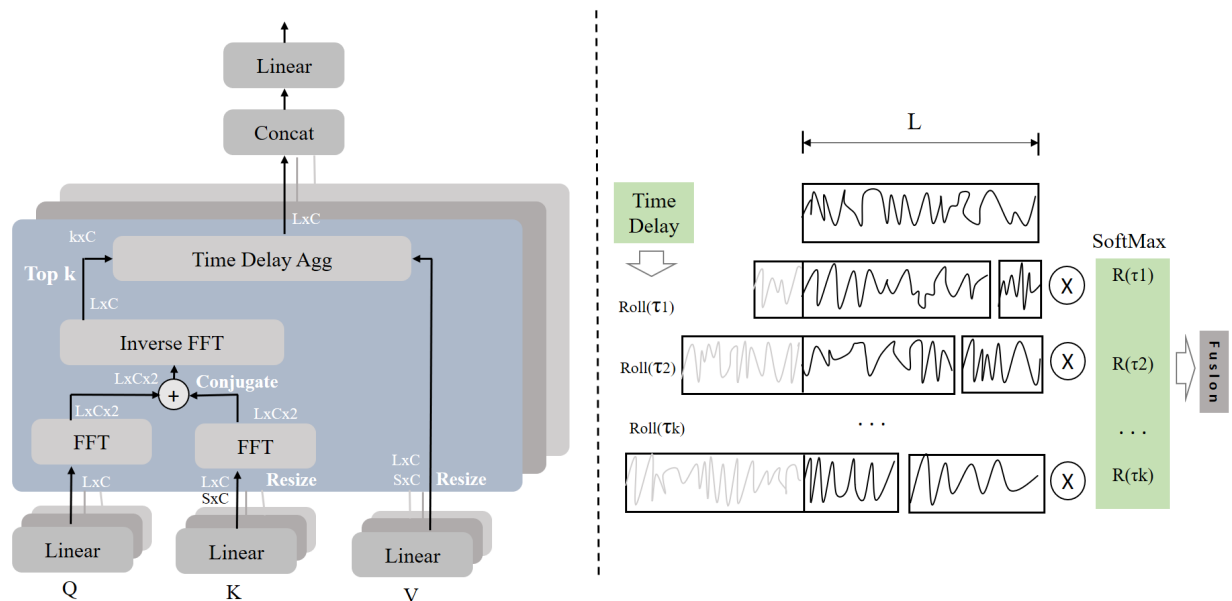 Linear
Concat
LxC
kxC
Time Delay Agg
Top k
LxC
Inverse FFT
LxCx2
Conjugate
+
LxCx2
LxCx2
FFT
FFT
LxC
LxC
Resize
SxC
LxC
SxC
Resize
Linear
Linear
Linear
Q
K
V
L
Time
Delay
SoftMax
Roll(τ1)
X
R(τ1)
Roll(τ2)
X
R(τ2)
Fusion
Roll(τk)
. . .
. . .
X
R(τk)